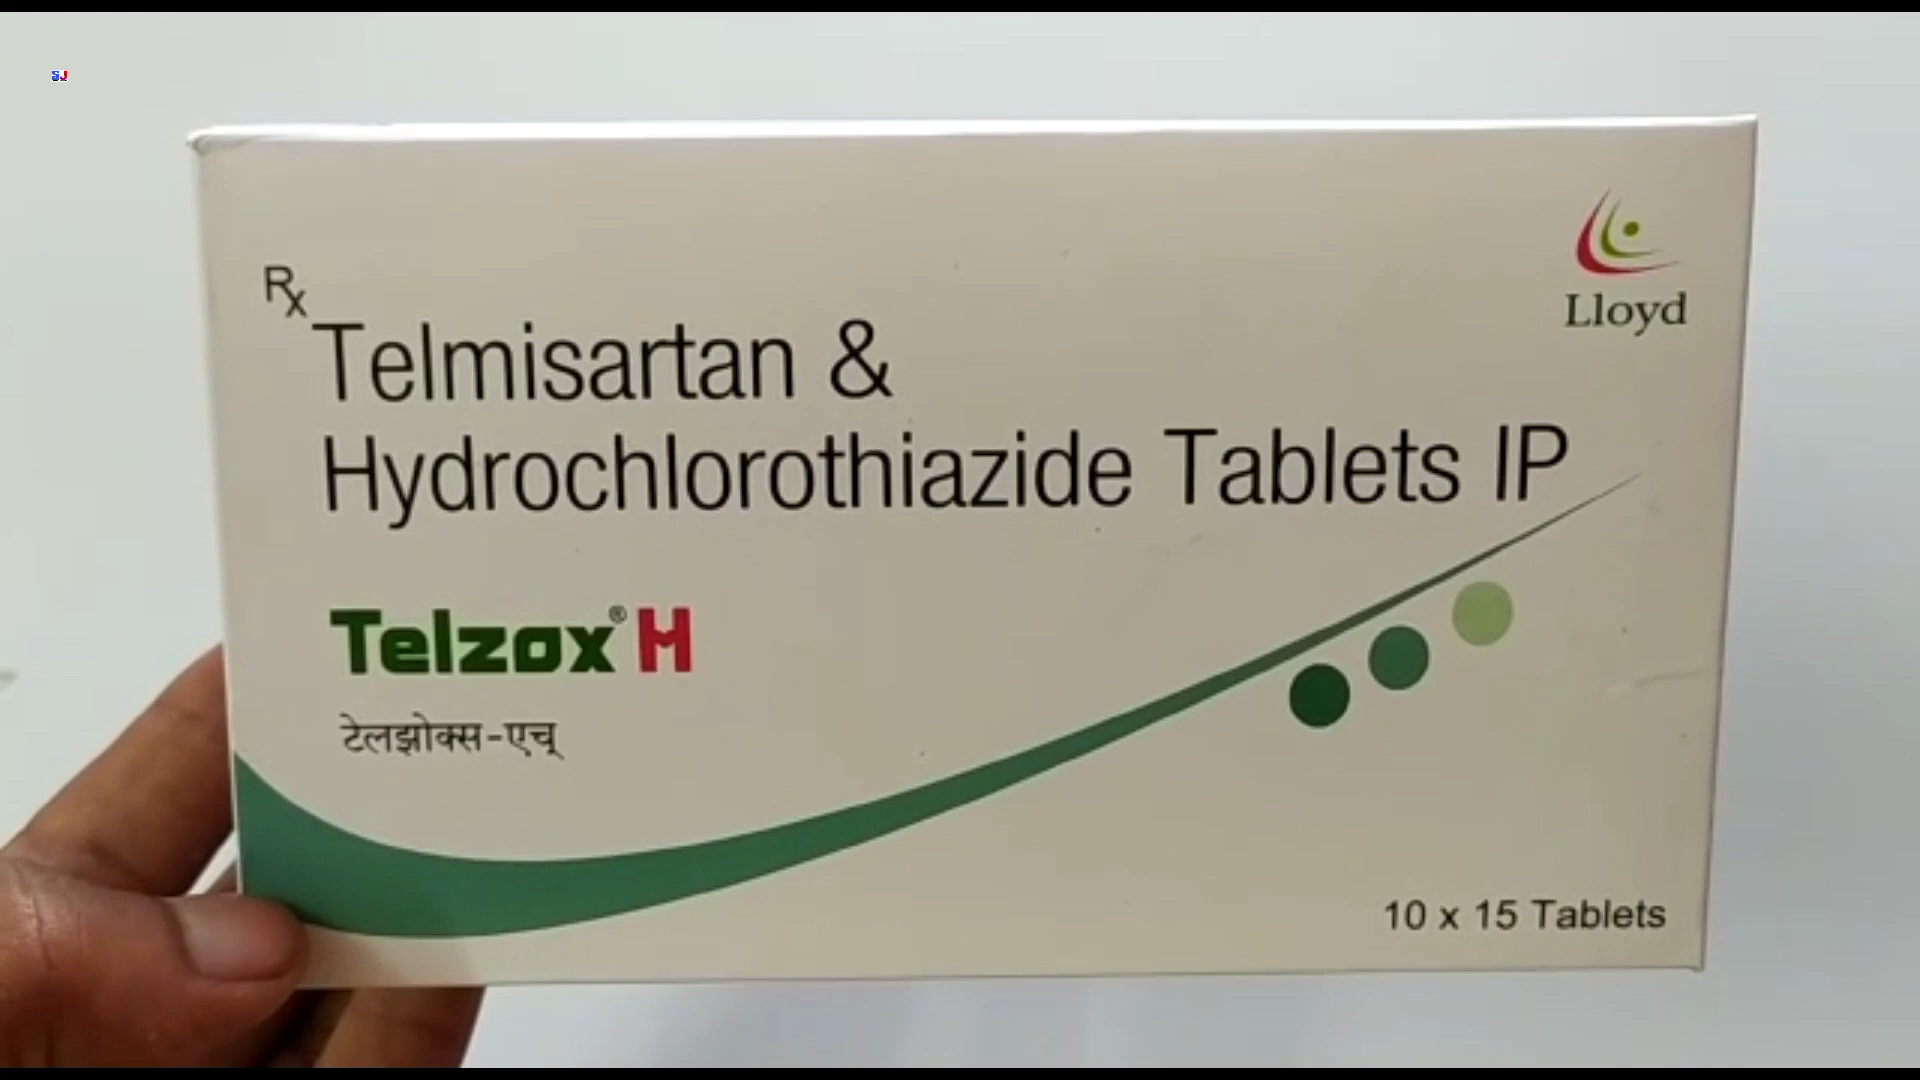 SJ
Lloyd
Rx
Telmisartan &
Hydrochlorothiazide Tablets IP
Telzox® H
टेलझोक्स-एच्
10 x 15 Tablets